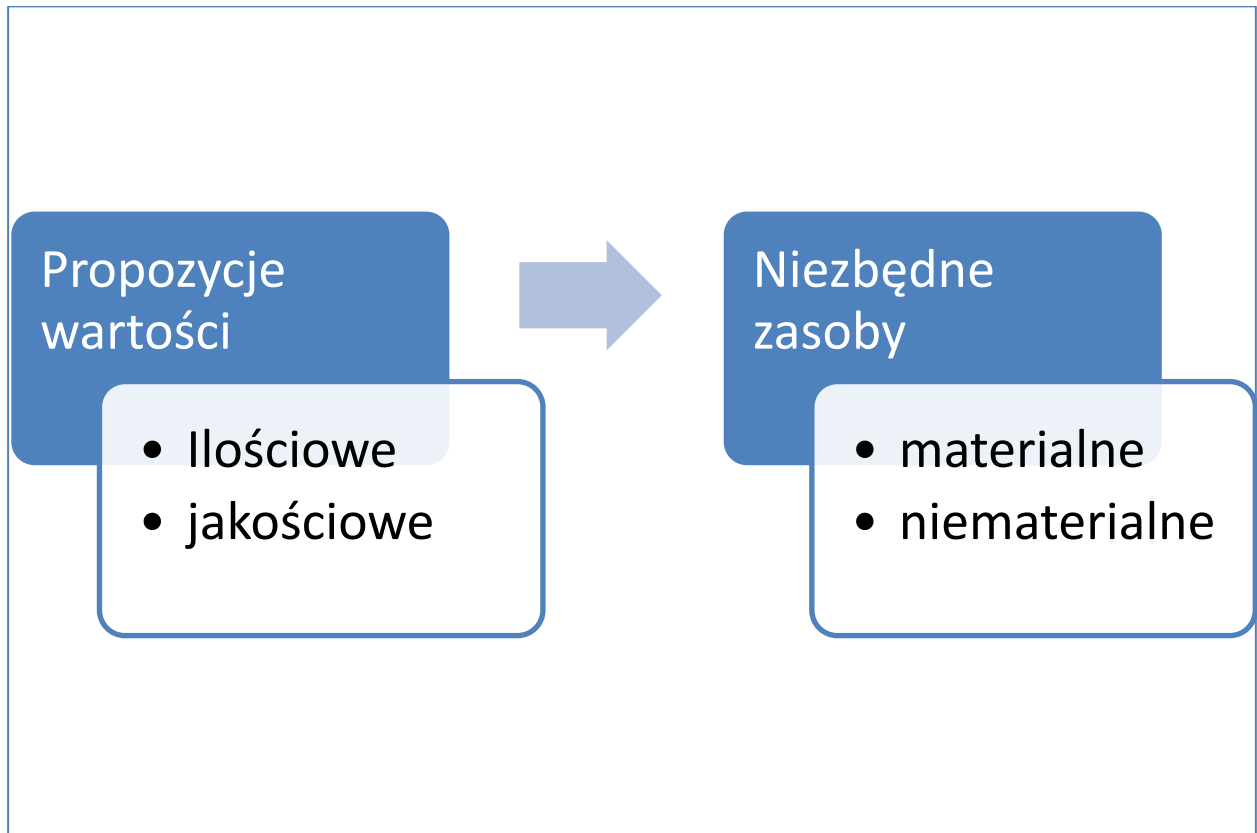 Propozycje
wartości
• Ilościowe
• jakościowe
Niezbędne
zasoby
• materialne
• niematerialne